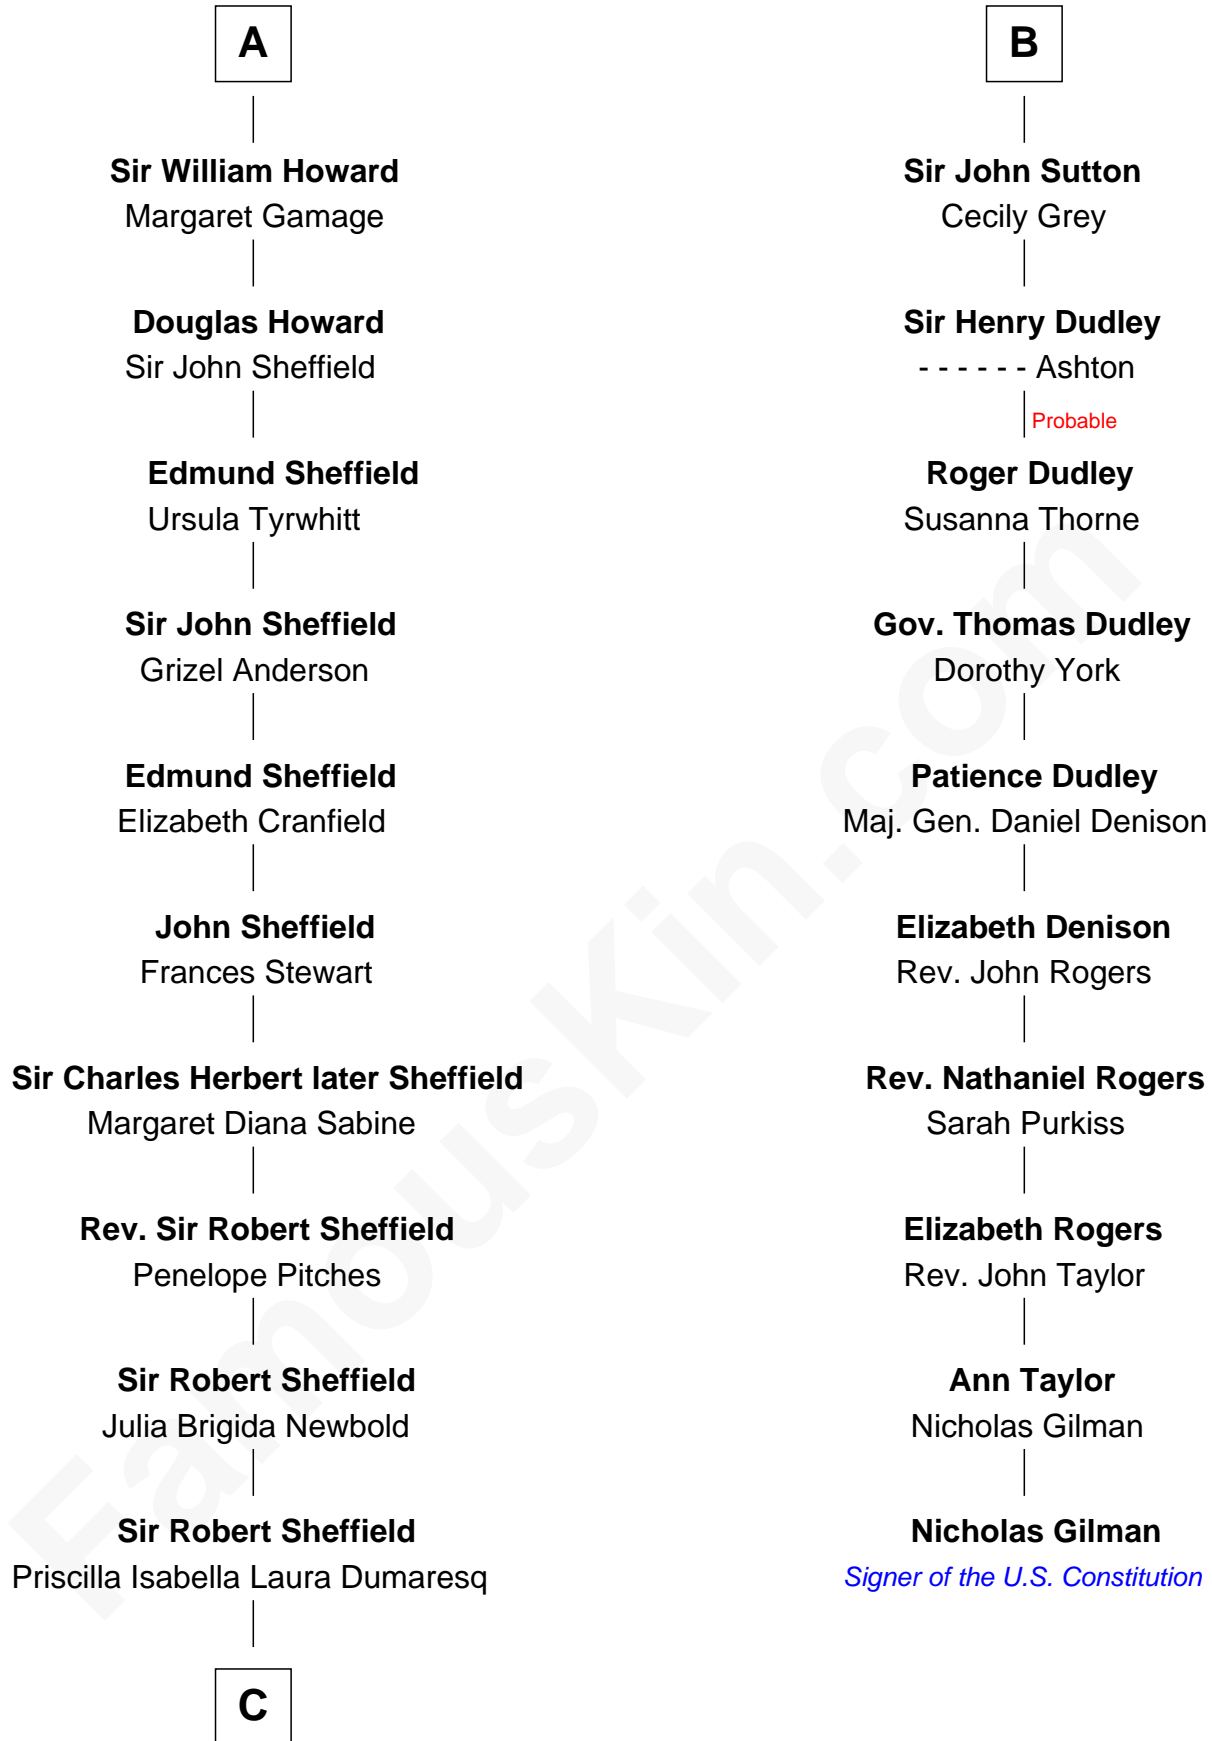 A
Sir William Howard
Margaret Gamage
Douglas Howard
Sir John Sheffield
Edmund Sheffield
Ursula Tyrwhitt
Sir John Sheffield
Grizel Anderson
Edmund Sheffield
Elizabeth Cranfield
John Sheffield
Frances Stewart
Sir Charles Herbert later Sheffield
Margaret Diana Sabine
Rev. Sir Robert Sheffield
Penelope Pitches
Sir Robert Sheffield
Julia Brigida Newbold
Sir Robert Sheffield
Priscilla Isabella Laura Dumaresq
C
B
Sir John Sutton
Cecily Grey
Sir Henry Dudley
- - - - - - Ashton
Probable
Roger Dudley
Susanna Thorne
Gov. Thomas Dudley
Dorothy York
Patience Dudley
Maj. Gen. Daniel Denison
Elizabeth Denison
Rev. John Rogers
Rev. Nathaniel Rogers
Sarah Purkiss
Elizabeth Rogers
Rev. John Taylor
Ann Taylor
Nicholas Gilman
Nicholas Gilman
Signer of the U.S. Constitution
FamousKin.com